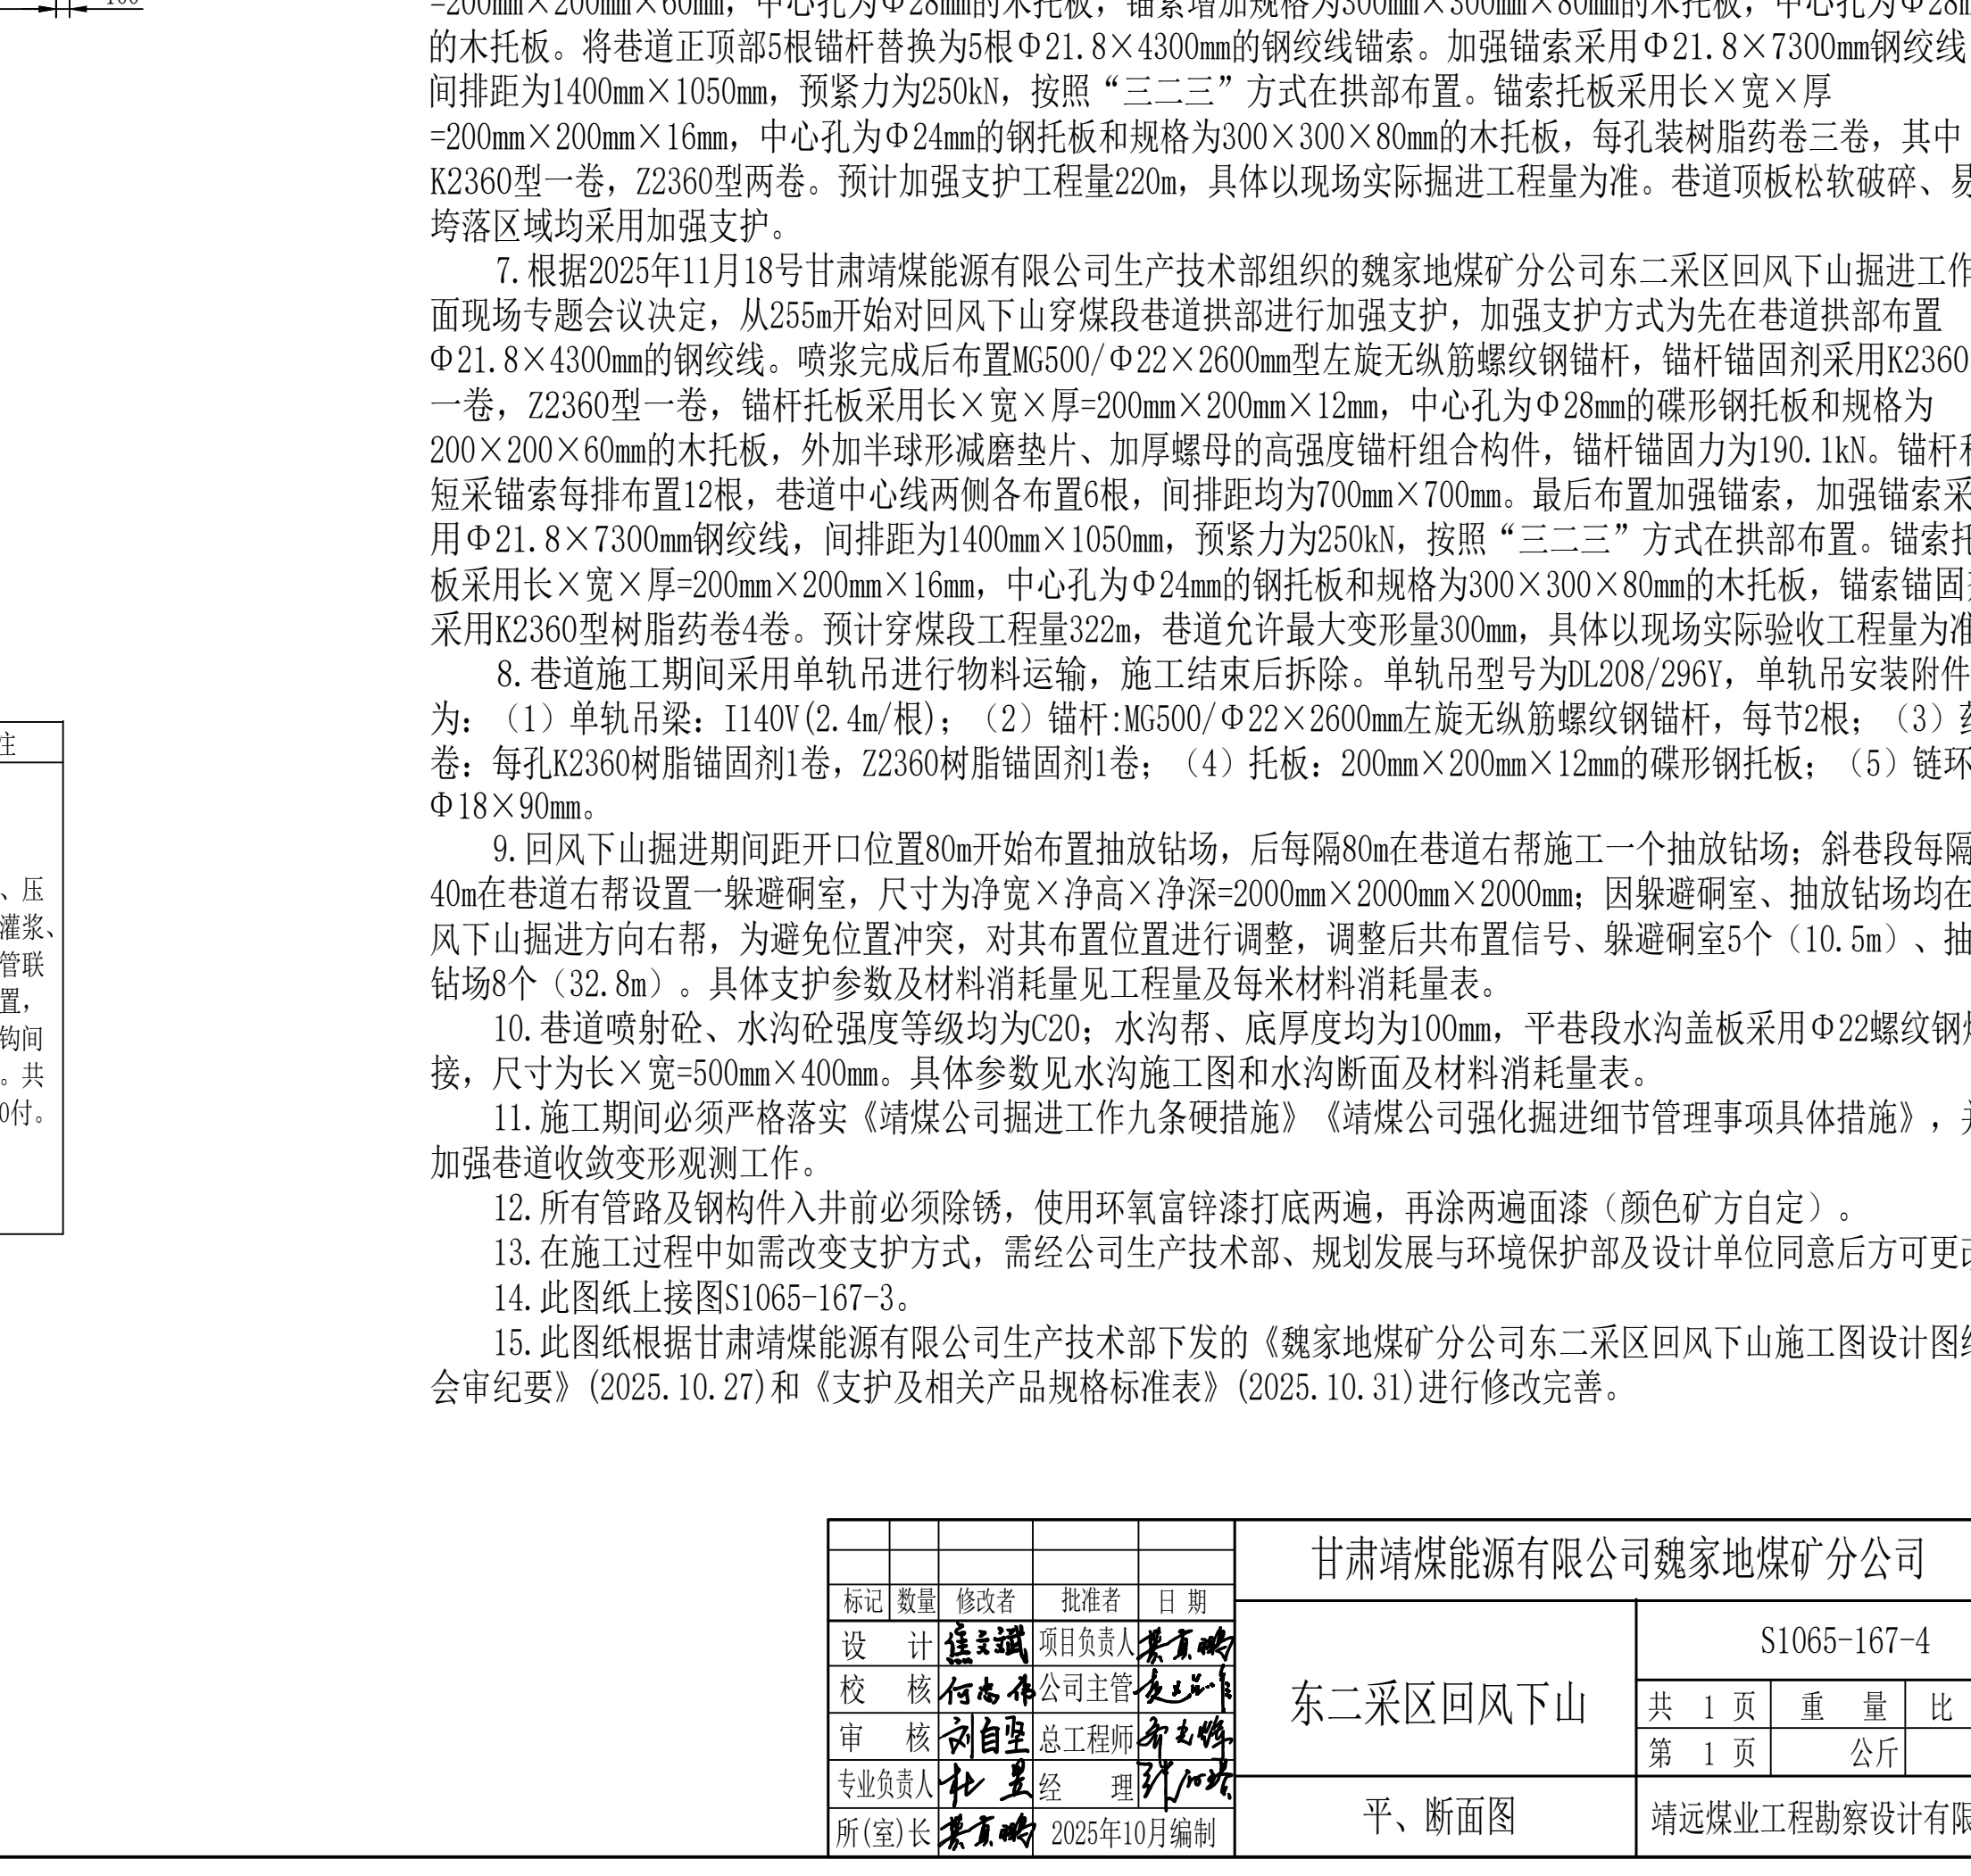 100
=200mm×200mm×60mm，中心孔为Φ28mm的木托板，锚索增加规格为300mm×300mm×80mm的木托板，中心孔为Φ28m
的木托板。将巷道正顶部5根锚杆替换为5根Φ21.8×4300mm的钢绞线锚索。加强锚索采用Φ21.8×7300mm钢绞线
间排距为1400mm×1050mm，预紧力为250kN，按照“三二三”方式在拱部布置。锚索托板采用长×宽×厚
=200mm×200mm×16mm，中心孔为Φ24mm的钢托板和规格为300×300×80mm的木托板，每孔装树脂药卷三卷，其中
K2360型一卷，Z2360型两卷。预计加强支护工程量220m，具体以现场实际掘进工程量为准。巷道顶板松软破碎、易
垮落区域均采用加强支护。
7.根据2025年11月18号甘肃靖煤能源有限公司生产技术部组织的魏家地煤矿分公司东二采区回风下山掘进工作
面现场专题会议决定，从255m开始对回风下山穿煤段巷道拱部进行加强支护，加强支护方式为先在巷道拱部布置
Φ21.8×4300mm的钢绞线。喷浆完成后布置MG500/Φ22×2600mm型左旋无纵筋螺纹钢锚杆，锚杆锚固剂采用K2360
一卷，Z2360型一卷，锚杆托板采用长×宽×厚=200mm×200mm×12mm，中心孔为Φ28mm的碟形钢托板和规格为
200×200×60mm的木托板，外加半球形减磨垫片、加厚螺母的高强度锚杆组合构件，锚杆锚固力为190.1kN。锚杆和
短采锚索每排布置12根，巷道中心线两侧各布置6根，间排距均为700mm×700mm。最后布置加强锚索，加强锚索采
用Φ21.8×7300mm钢绞线，间排距为1400mm×1050mm，预紧力为250kN，按照“三二三”方式在拱部布置。锚索托
板采用长×宽×厚=200mm×200mm×16mm，中心孔为Φ24mm的钢托板和规格为300×300×80mm的木托板，锚索锚固剂
采用K2360型树脂药卷4卷。预计穿煤段工程量322m，巷道允许最大变形量300mm，具体以现场实际验收工程量为准
8.巷道施工期间采用单轨吊进行物料运输，施工结束后拆除。单轨吊型号为DL208/296Y，单轨吊安装附件
为：（1）单轨吊梁：I140V(2.4m/根)；（2）锚杆:MG500/Φ22×2600mm左旋无纵筋螺纹钢锚杆，每节2根；（3）药
卷：每孔K2360树脂锚固剂1卷，Z2360树脂锚固剂1卷；（4）托板：200mm×200mm×12mm的碟形钢托板；（5）链环
Φ18×90mm。
9.回风下山掘进期间距开口位置80m开始布置抽放钻场，后每隔80m在巷道右帮施工一个抽放钻场；斜巷段每隔
40m在巷道右帮设置一躲避硐室，尺寸为净宽×净高×净深=2000mm×2000mm×2000mm；因躲避硐室、抽放钻场均在
风下山掘进方向右帮，为避免位置冲突，对其布置位置进行调整，调整后共布置信号、躲避硐室5个（10.5m）、抽
钻场8个（32.8m）。具体支护参数及材料消耗量见工程量及每米材料消耗量表。
10.巷道喷射砼、水沟砼强度等级均为C20；水沟帮、底厚度均为100mm，平巷段水沟盖板采用Φ22螺纹钢焊
接，尺寸为长×宽=500mm×400mm。具体参数见水沟施工图和水沟断面及材料消耗量表。
11.施工期间必须严格落实《靖煤公司掘进工作九条硬措施》《靖煤公司强化掘进细节管理事项具体措施》，并
加强巷道收敛变形观测工作。
12.所有管路及钢构件入井前必须除锈，使用环氧富锌漆打底两遍，再涂两遍面漆（颜色矿方自定）。
13.在施工过程中如需改变支护方式，需经公司生产技术部、规划发展与环境保护部及设计单位同意后方可更改
14.此图纸上接图S1065-167-3。
15.此图纸根据甘肃靖煤能源有限公司生产技术部下发的《魏家地煤矿分公司东二采区回风下山施工图设计图纸
会审纪要》(2025.10.27)和《支护及相关产品规格标准表》(2025.10.31)进行修改完善。
注
、压
灌浆、
管联
置，
钩间
。共
0付。
标记 数量 修改者 批准者 日 期
设 计 焦文斌 项目负责人
校 核 何忠伟 公司主管
审 核 刘自坚 总工程师
专业负责人 杜昱 经 理
所(室)长 2025年10月编制
甘肃靖煤能源有限公司魏家地煤矿分公司
东二采区回风下山
S1065-167-4
共 1 页 重 量 比
第 1 页 公斤
平、断面图
靖远煤业工程勘察设计有限